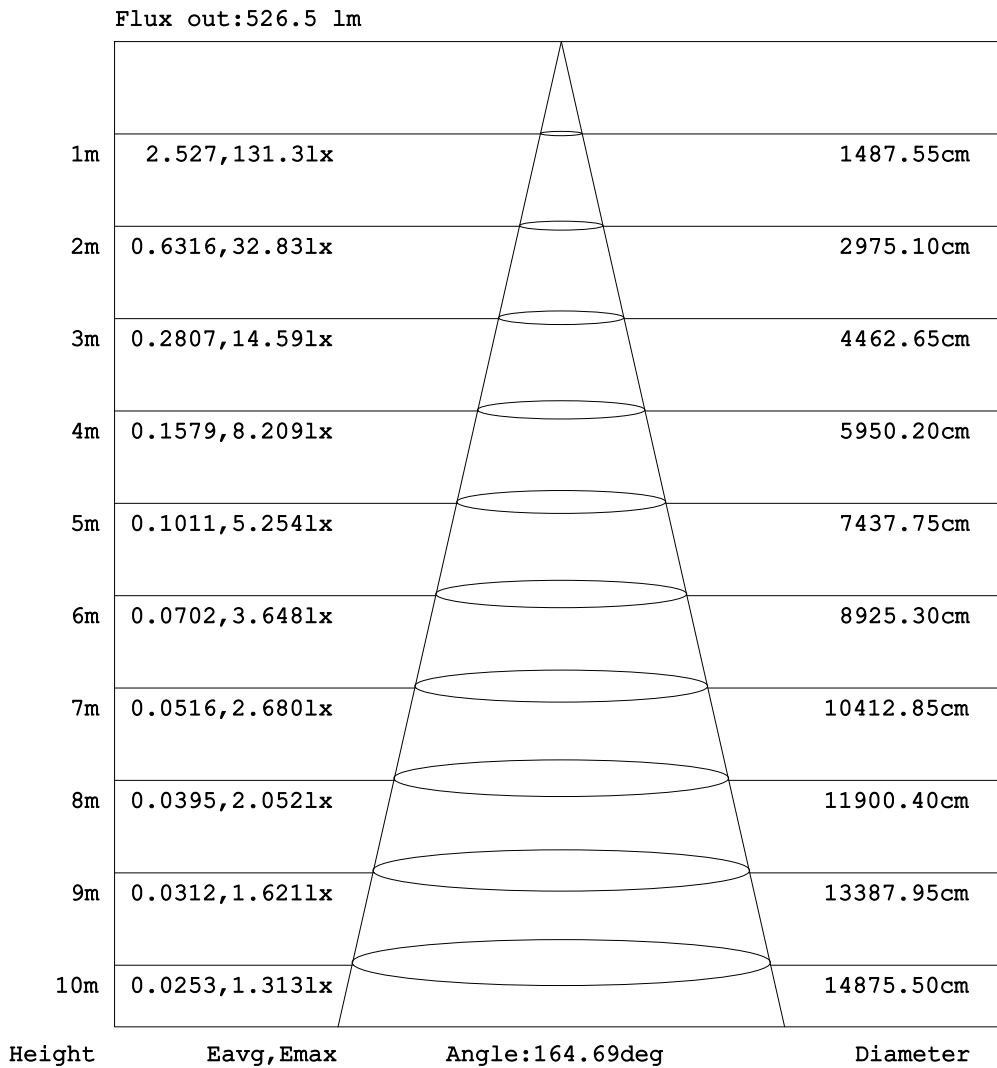 Flux out:526.5 lm
1m 2.527,131.3lx 1487.55cm
2m 0.6316,32.83lx 2975.10cm
3m 0.2807,14.59lx 4462.65cm
4m 0.1579,8.209lx 5950.20cm
5m 0.1011,5.254lx 7437.75cm
6m 0.0702,3.648lx 8925.30cm
7m 0.0516,2.680lx 10412.85cm
8m 0.0395,2.052lx 11900.40cm
9m 0.0312,1.621lx 13387.95cm
10m 0.0253,1.313lx 14875.50cm
Height Eavg,Emax Angle:164.69deg Diameter